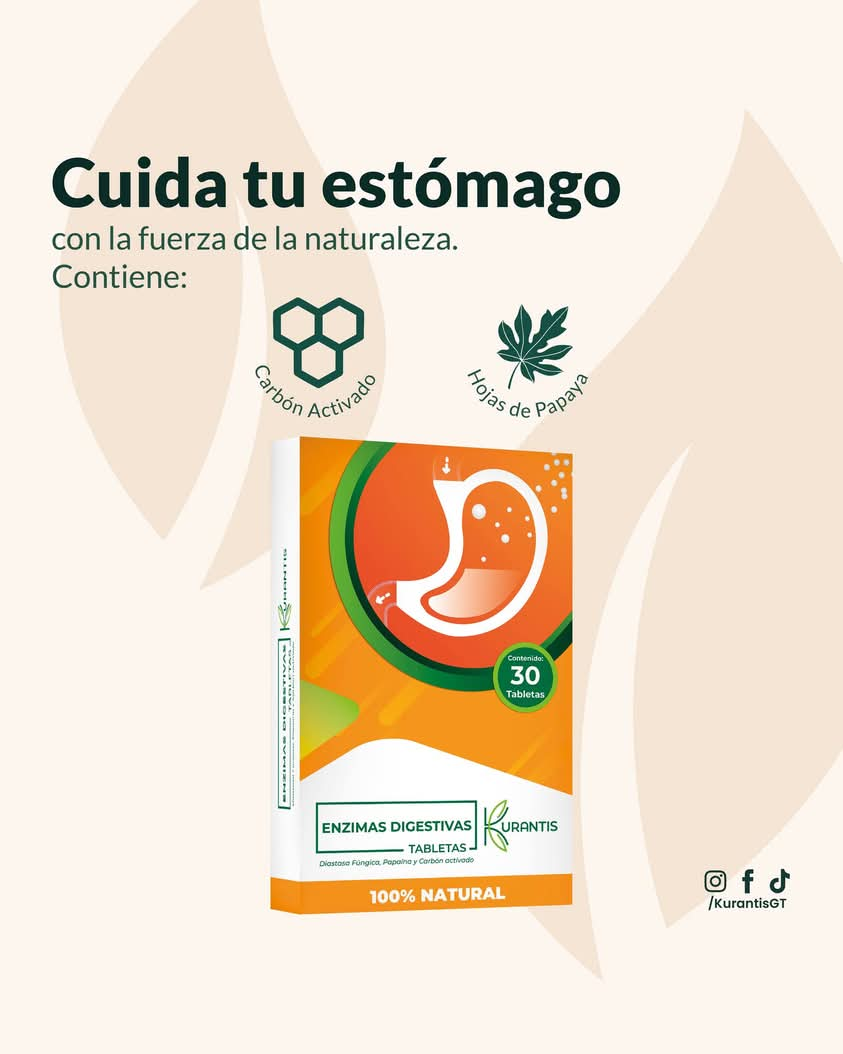 Cuida tu estómago
con la fuerza de la naturaleza.
Contiene:
Carbón Activado
Hojas de Papaya
Contenido:
30
Tabletas
ENZIMAS DIGESTIVAS
TABLETAS
KURANTIS
Diastasa Fúngica, Papaína y Carbón activado
100% NATURAL
KURANTIS
ENZIMAS DIGESTIVAS
TABLETAS
/KurantisGT